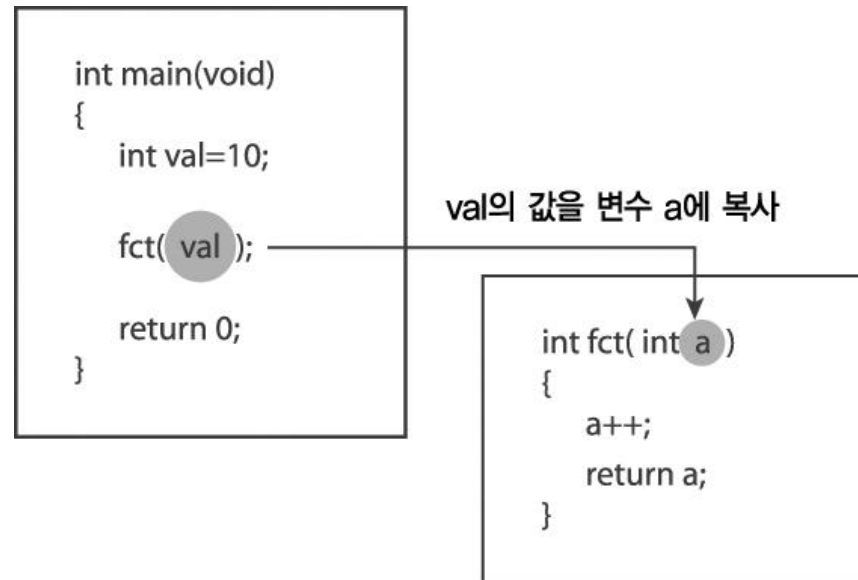 int main(void)
{
int val=10;
fct( val );
return 0;
}
val의 값을 변수 a에 복사
int fct( int a )
{
a++;
return a;
}